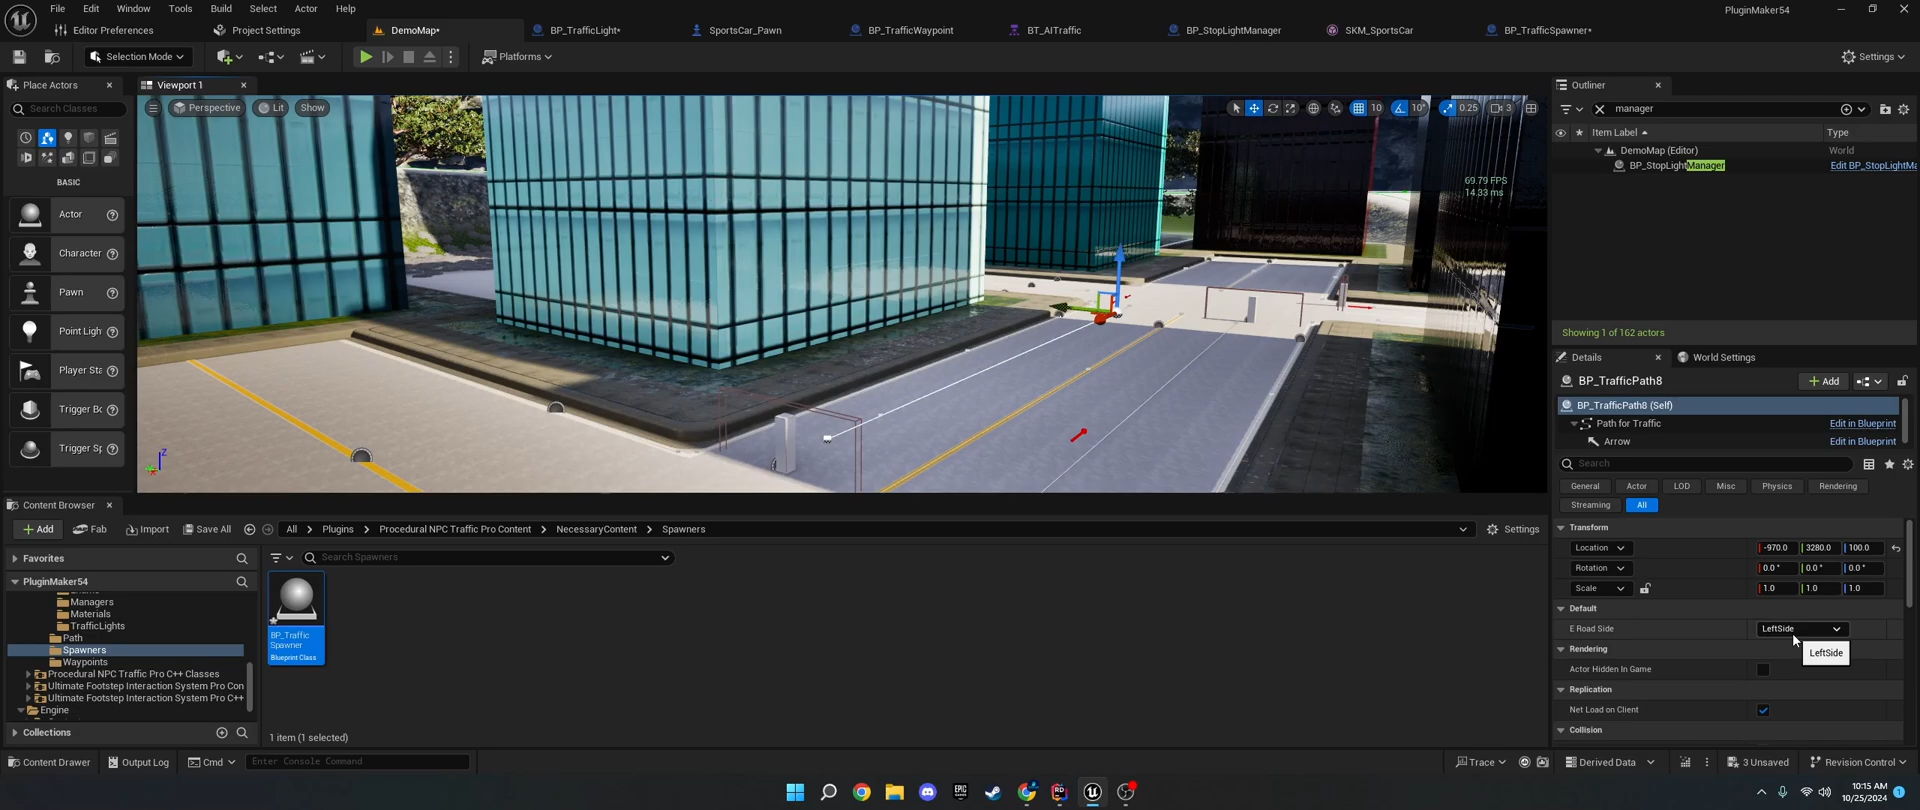 File Edit Window Tools Build Select Actor Help
PluginMaker54
Editor Preferences Project Settings DemoMap* BP_TrafficLight* SportsCar_Pawn BP_TrafficWaypoint BT_AITraffic BP_StopLightManager SKM_SportsCar BP_TrafficSpawner*
Selection Mode Platforms Settings
Place Actors
Search Classes
BASIC
Actor
Character
Pawn
Point Ligh
Player Sta
Trigger Bo
Trigger Sp
Viewport 1
Perspective Lit Show
10 10° 0.25 3
69.79 FPS
14.33 ms
Z
Outliner
manager
Item Label Type
DemoMap (Editor) World
BP_StopLightManager Edit BP_StopLightMa
Showing 1 of 162 actors
Details World Settings
BP_TrafficPath8 Add
BP_TrafficPath8 (Self)
Path for Traffic Edit in Blueprint
Arrow Edit in Blueprint
Search
General Actor LOD Misc Physics Rendering
Streaming All
Transform
Location -970.0 3280.0 100.0
Rotation 0.0° 0.0° 0.0°
Scale 1.0 1.0 1.0
Default
E Road Side LeftSide
LeftSide
Rendering
Actor Hidden In Game
Replication
Net Load on Client
Collision
Content Browser
Add Fab Import Save All All Plugins Procedural NPC Traffic Pro Content NecessaryContent Spawners Settings
Favorites
PluginMaker54
Managers
Materials
TrafficLights
Path
Spawners
Waypoints
Procedural NPC Traffic Pro C++ Classes
Ultimate Footstep Interaction System Pro Con
Ultimate Footstep Interaction System Pro C++
Engine
Collections
Search Spawners
BP_Traffic
Spawner
Blueprint Class
1 item (1 selected)
Content Drawer Output Log Cmd Enter Console Command
Trace Derived Data 3 Unsaved Revision Control
EPIC
GAMES
RD
10:15 AM
10/25/2024
1